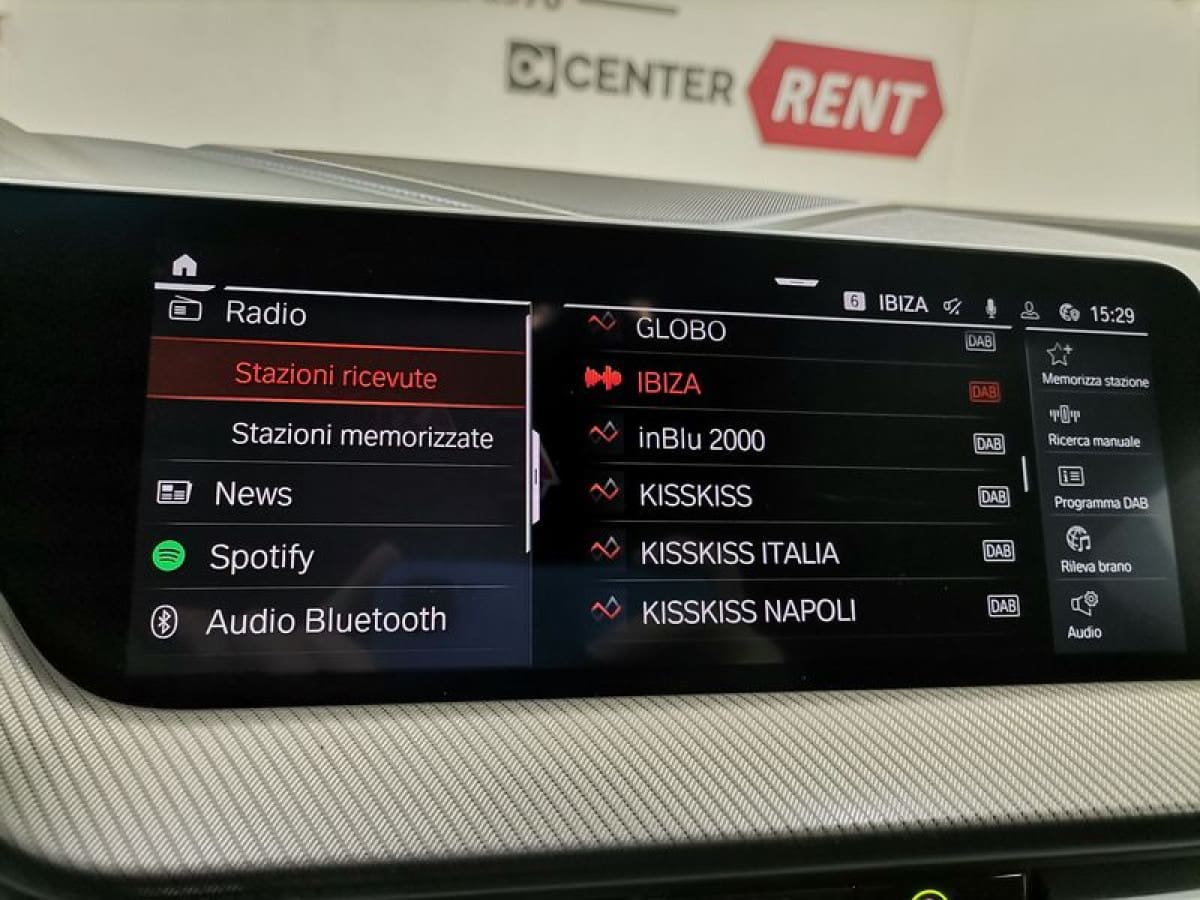 CENTER RENT
6 IBIZA 15:29
Radio
Stazioni ricevute
Stazioni memorizzate
News
Spotify
Audio Bluetooth
GLOBO DAB
IBIZA DAB
inBlu 2000 DAB
KISSKISS DAB
KISSKISS ITALIA DAB
KISSKISS NAPOLI DAB
Memorizza stazione
Ricerca manuale
Programma DAB
Rileva brano
Audio